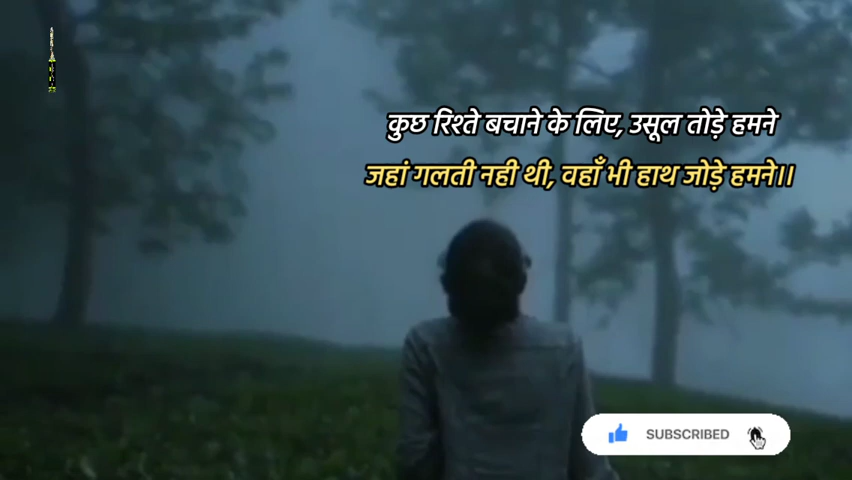 कुछ रिश्ते बचाने के लिए, उसूल तोड़े हमने
जहां गलती नही थी, वहाँ भी हाथ जोड़े हमने।।
SUBSCRIBED